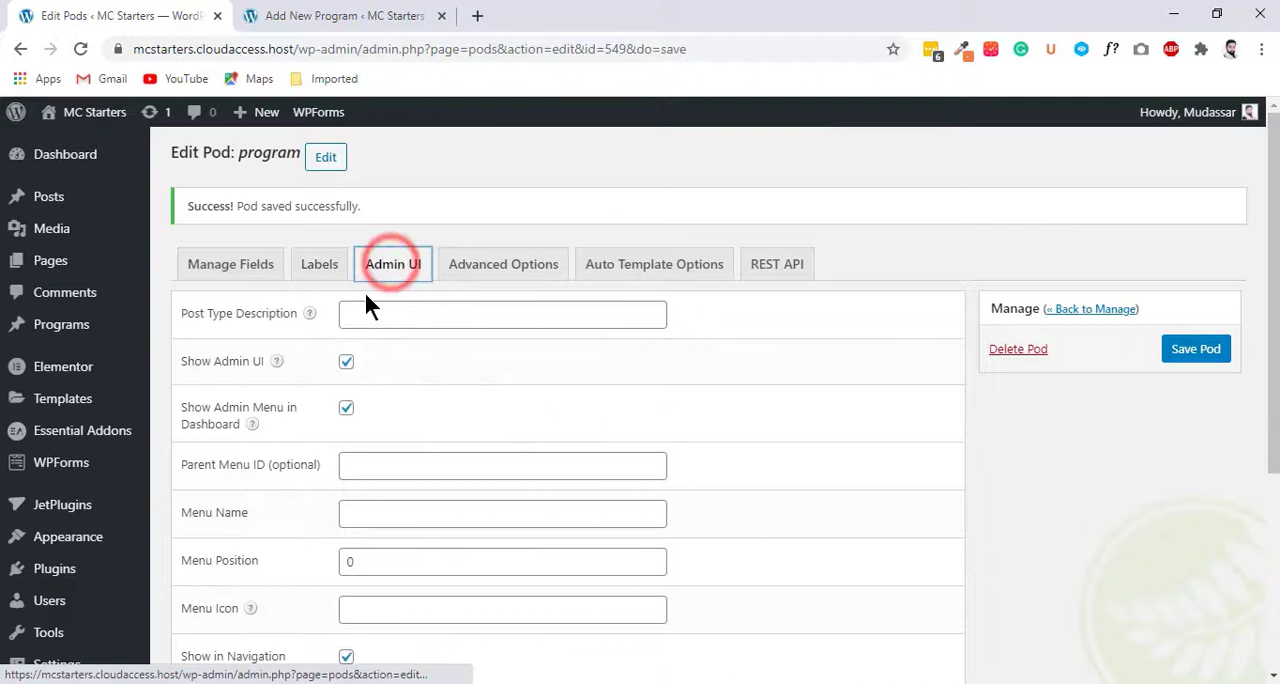 Edit Pods ‹ MC Starters — WordP
Add New Program ‹ MC Starters
mcstarters.cloudaccess.host/wp-admin/admin.php?page=pods&action=edit&id=549&do=save
6
U
f?
ABP
Apps
Gmail
YouTube
Maps
Imported
MC Starters
1
0
New
WPForms
Howdy, Mudassar
Dashboard
Posts
Media
Pages
Comments
Programs
Elementor
Templates
Essential Addons
WPForms
JetPlugins
Appearance
Plugins
Users
Tools
Settings
Edit Pod: program
Edit
Success! Pod saved successfully.
Manage Fields
Labels
Admin UI
Advanced Options
Auto Template Options
REST API
Post Type Description ?
Show Admin UI ?
Show Admin Menu in
Dashboard ?
Parent Menu ID (optional)
Menu Name
Menu Position
0
Menu Icon ?
Show in Navigation
Manage (« Back to Manage)
Delete Pod
Save Pod
https://mcstarters.cloudaccess.host/wp-admin/admin.php?page=pods&action=edit...